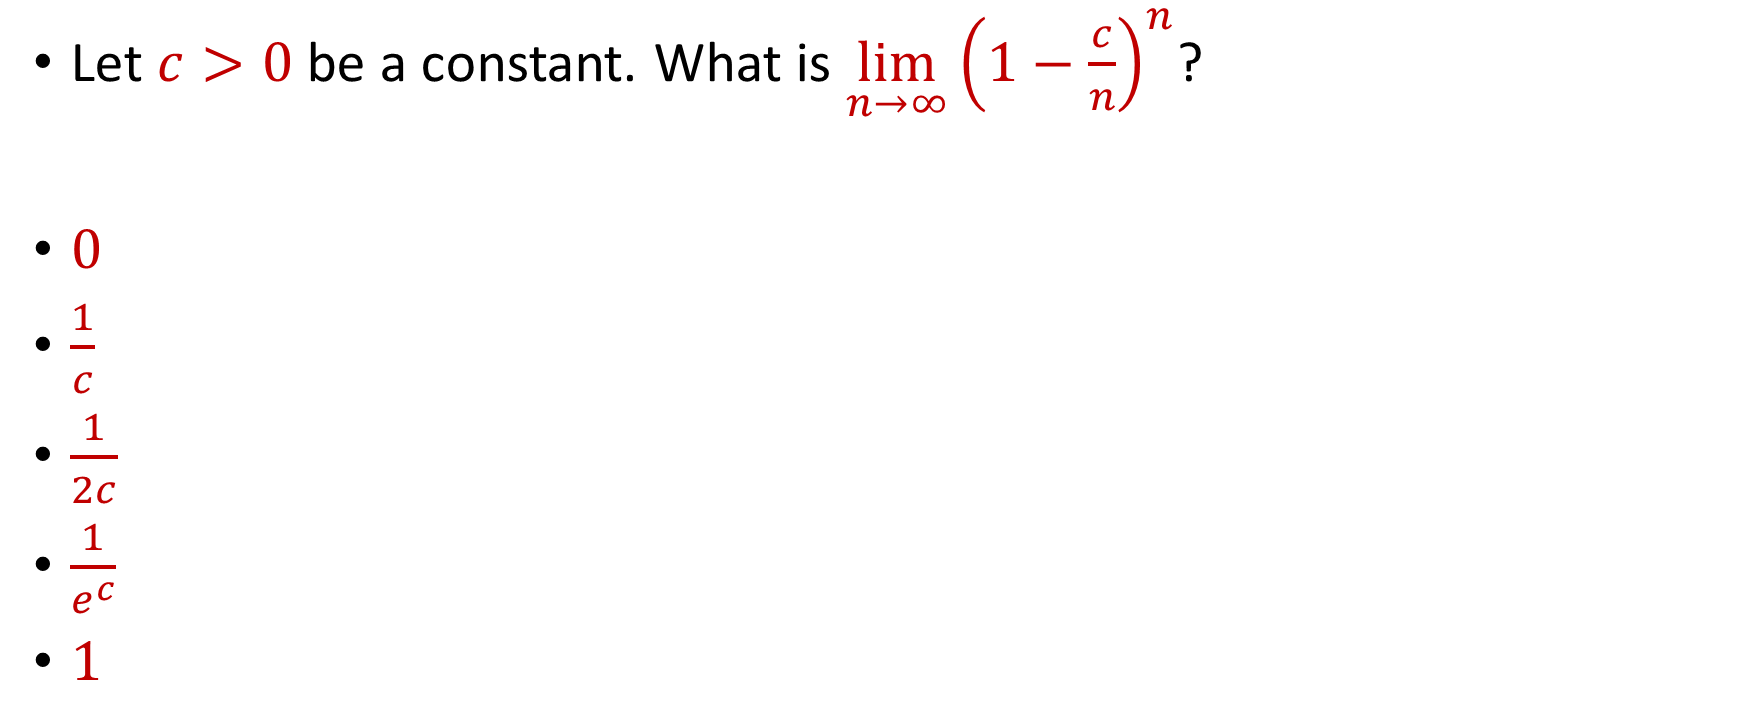 • Let c > 0 be a constant. What is lim_{n→∞} (1 − c/n)^n?
• 0
• 1/c
• 1/(2c)
• 1/e^c
• 1